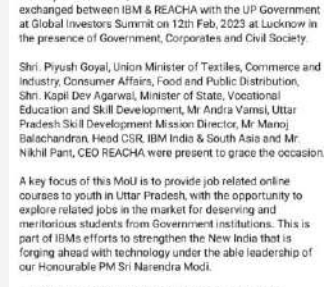 exchanged between IBM & REACHA with the UP Government
at Global Investors Summit on 12th Feb, 2023 at Lucknow in
the presence of Government, Corporates and Civil Society.
Shri. Piyush Goyal, Union Minister of Textiles, Commerce and
Industry, Consumer Affairs, Food and Public Distribution,
Shri. Kapil Dev Agarwal, Minister of State, Vocational
Education and Skill Development, Mr Andra Vamsi, Uttar
Pradesh Skill Development Mission Director, Mr Manoj
Balachandran, Head CSR, IBM India & South Asia and Mr.
Nikhil Pant, CEO REACHA were present to grace the occasion.
A key focus of this MoU is to provide job related online
courses to youth in Uttar Pradesh, with the opportunity to
explore related jobs in the market for deserving and
meritorious students from Government institutions. This is
part of IBMs efforts to strengthen the New India that is
forging ahead with technology under the able leadership of
our Honourable PM Sri Narendra Modi.